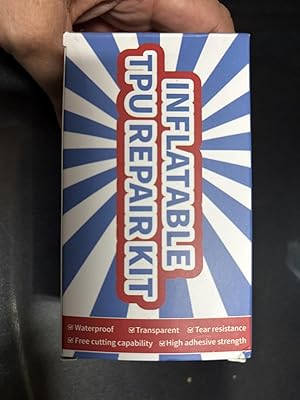 INFLATABLE
TPU REPAIR KIT
☑ Waterproof ☑ Transparent ☑ Tear resistance
☑ Free cutting capability ☑ High adhesive strength